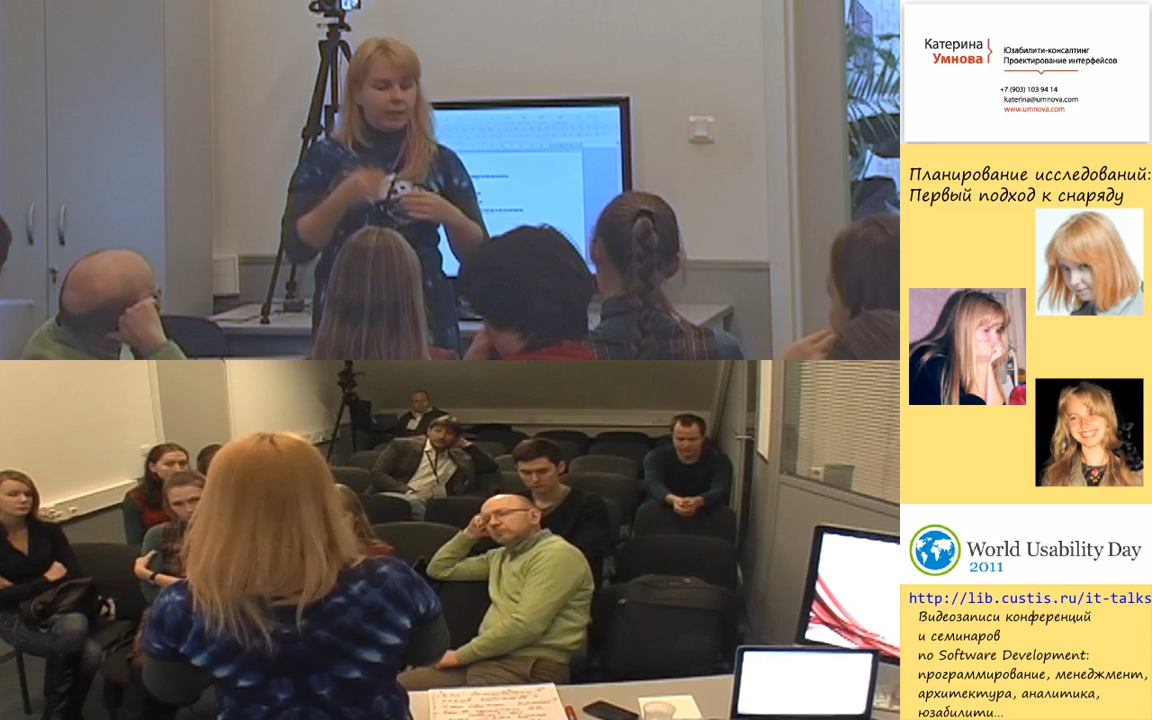 Катерина
Умнова
Юзабилити-консалтинг
Проектирование интерфейсов
+7 (903) 103 94 14
katerina@umnova.com
www.umnova.com
Планирование исследований:
Первый подход к снаряду
World Usability Day
2011
http://lib.custis.ru/it-talks
Видеозаписи конференций
и семинаров
по Software Development:
программирование, менеджмент,
архитектура, аналитика,
юзабилити...